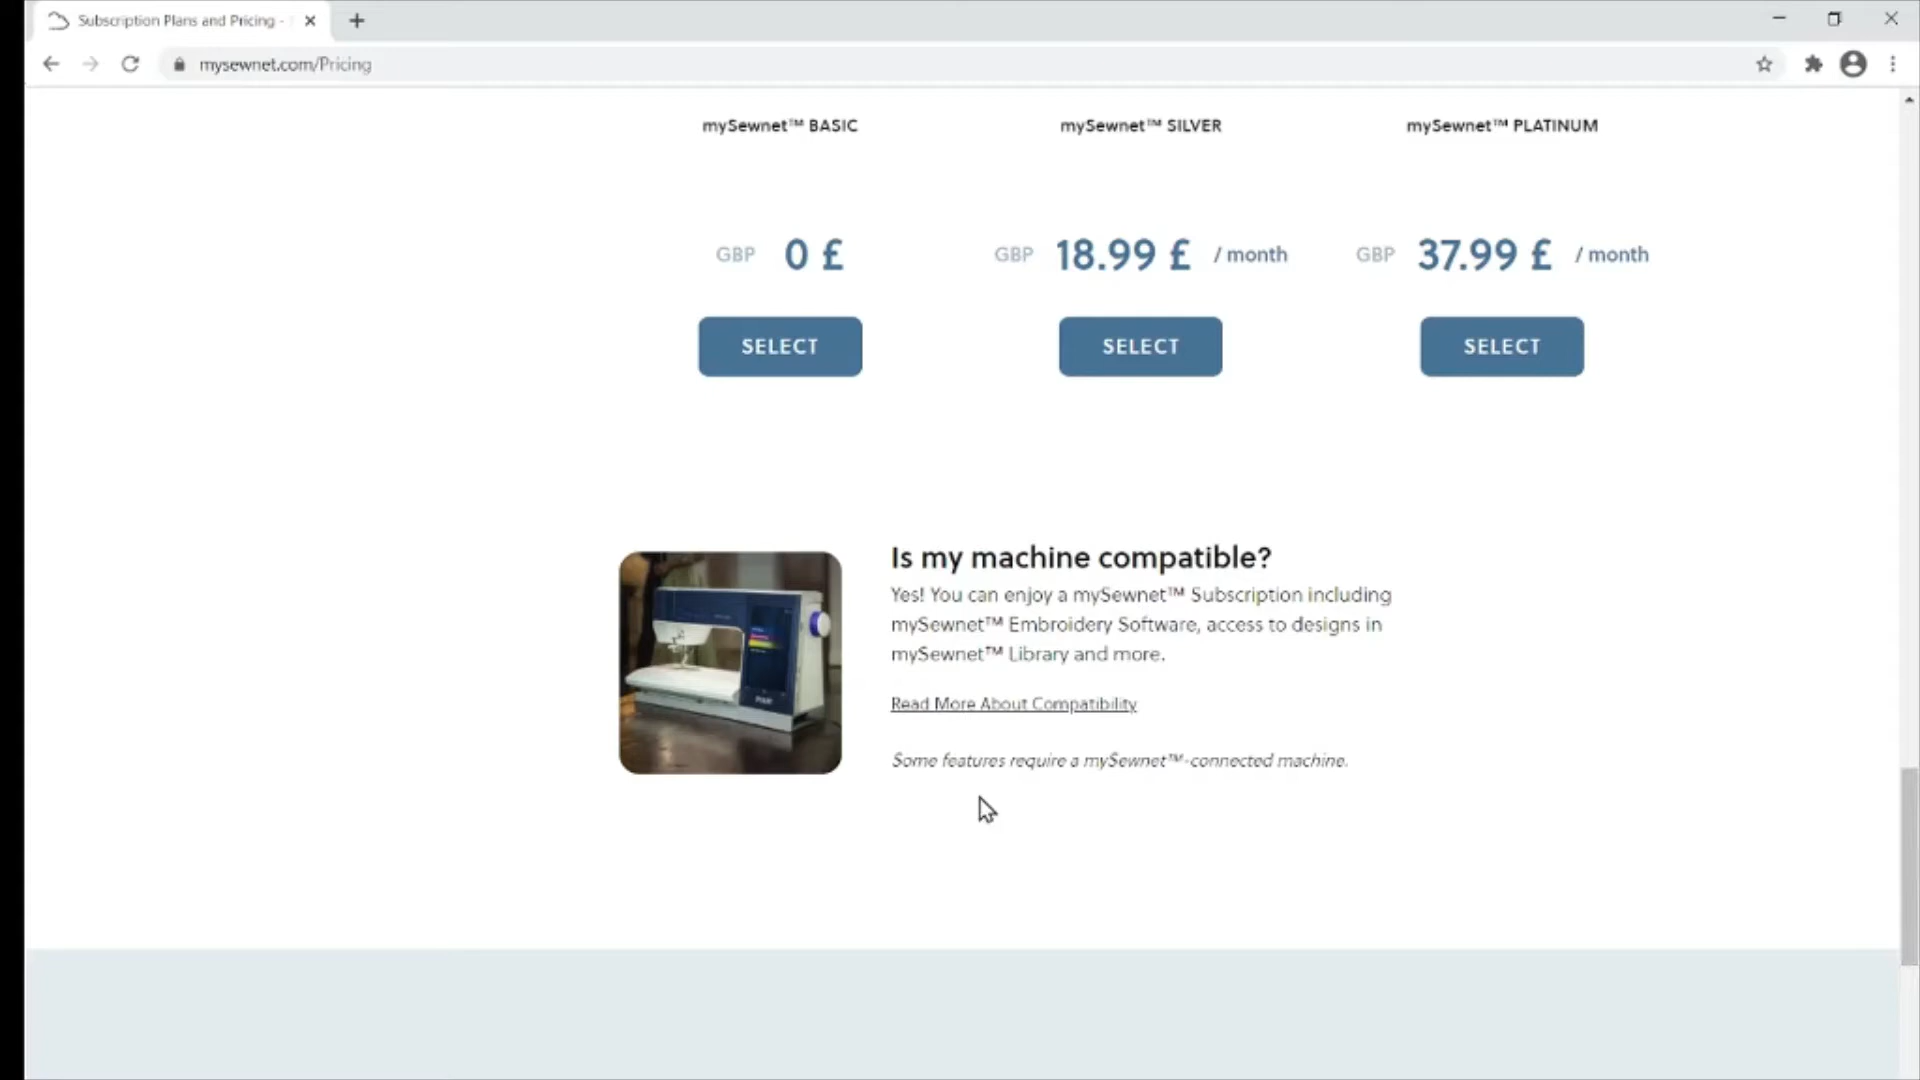 Subscription Plans and Pricing -
mysewnet.com/Pricing
mySewnet™ BASIC
mySewnet™ SILVER
mySewnet™ PLATINUM
GBP 0 £
GBP 18.99 £ / month
GBP 37.99 £ / month
SELECT
SELECT
SELECT
Is my machine compatible?
Yes! You can enjoy a mySewnet™ Subscription including
mySewnet™ Embroidery Software, access to designs in
mySewnet™ Library and more.
Read More About Compatibility
Some features require a mySewnet™-connected machine.